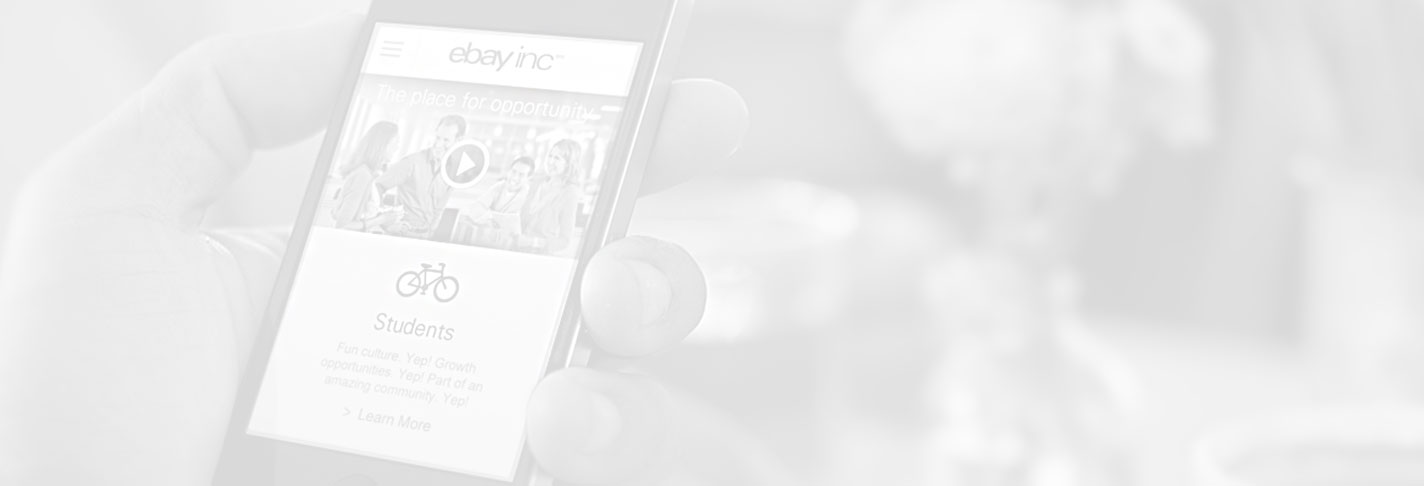 ebay inc
The place for opportunity
Students
Fun culture. Yep! Growth
opportunities. Yep! Part of an
amazing community. Yep!
> Learn More